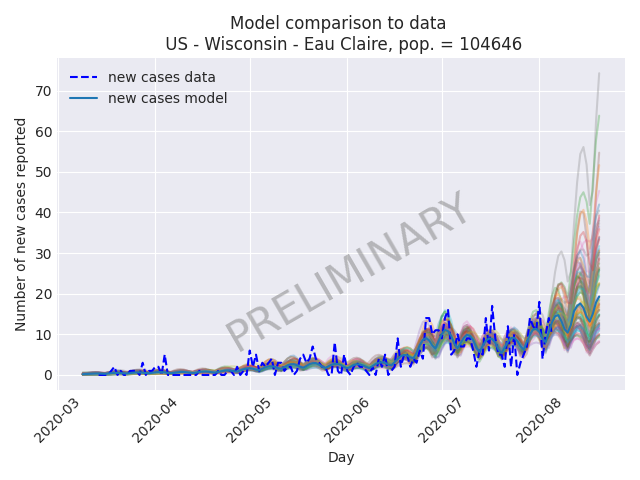 Model comparison to data
US - Wisconsin - Eau Claire, pop. = 104646
new cases data
new cases model
Number of new cases reported
70
60
50
40
30
20
10
0
PRELIMINARY
2020-03
2020-04
2020-05
2020-06
2020-07
2020-08
Day